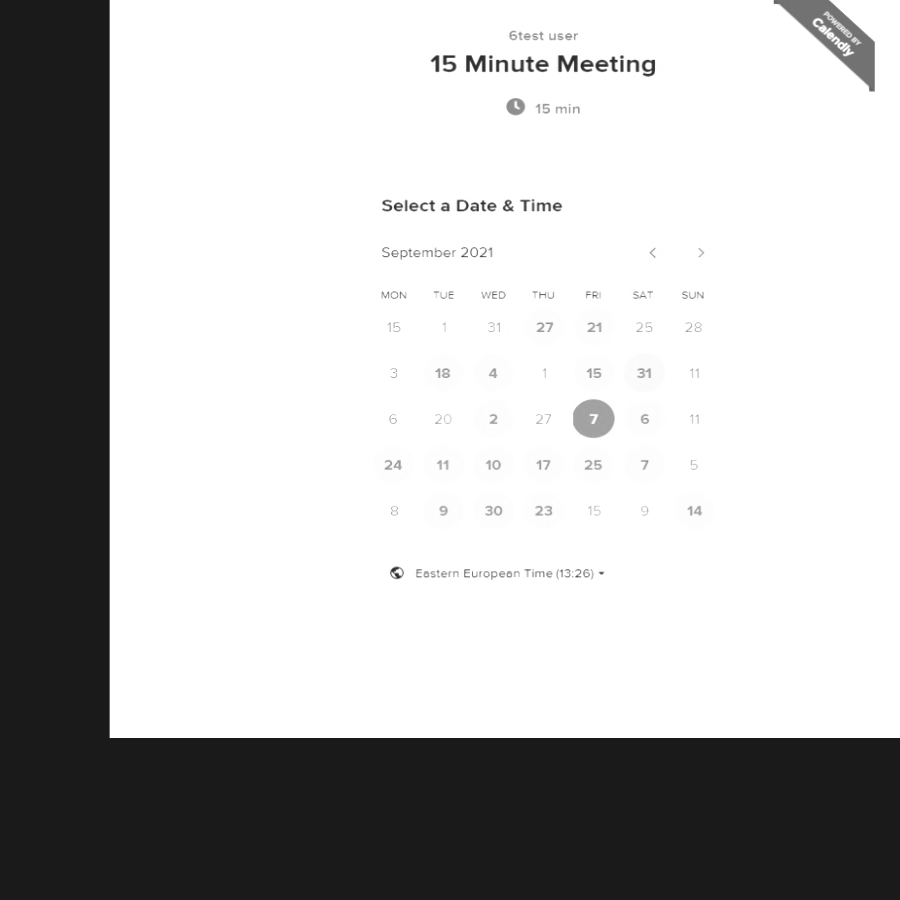 POWERED BY
Calendly
6test user
15 Minute Meeting
15 min
Select a Date & Time
September 2021
MON TUE WED THU FRI SAT SUN
15 1 31 27 21 25 28
3 18 4 1 15 31 11
6 20 2 27 7 6 11
24 11 10 17 25 7 5
8 9 30 23 15 9 14
Eastern European Time (13:26)